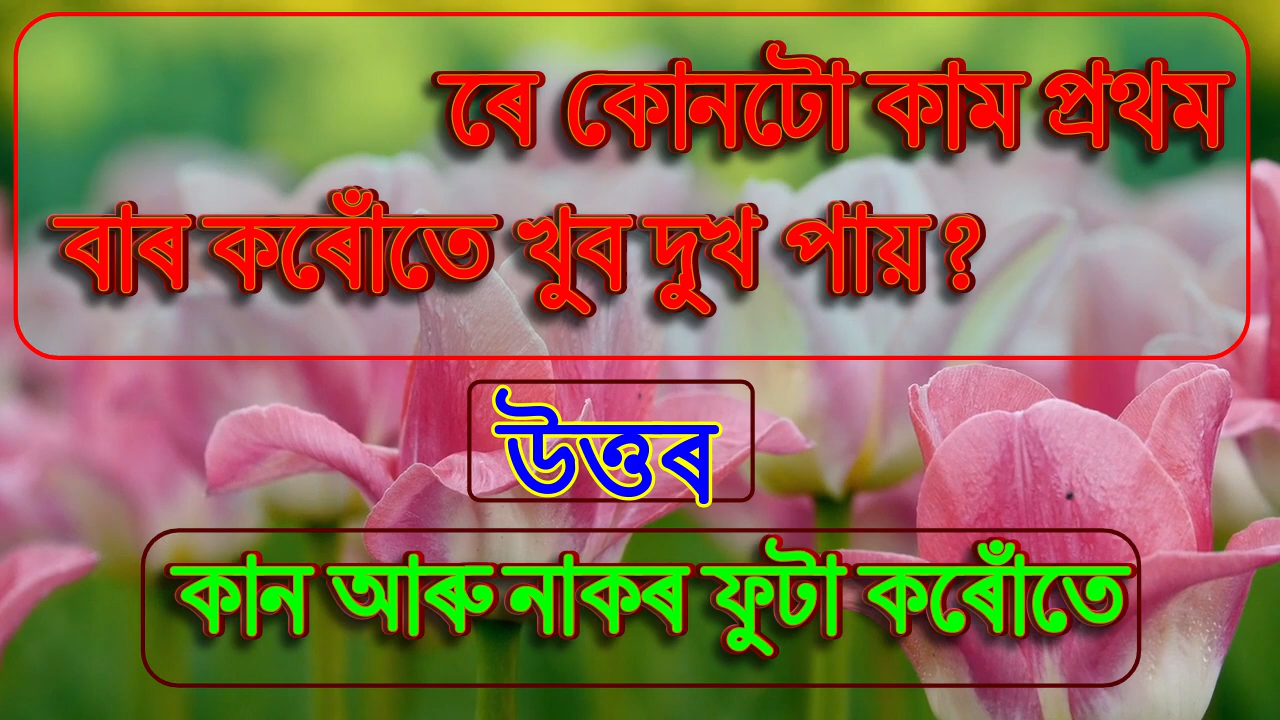 ৰে কোনটো কাম প্ৰথম
বাৰ কৰোঁতে খুব দুখ পায়?
উত্তৰ
কান আৰু নাকৰ ফুটা কৰোঁতে